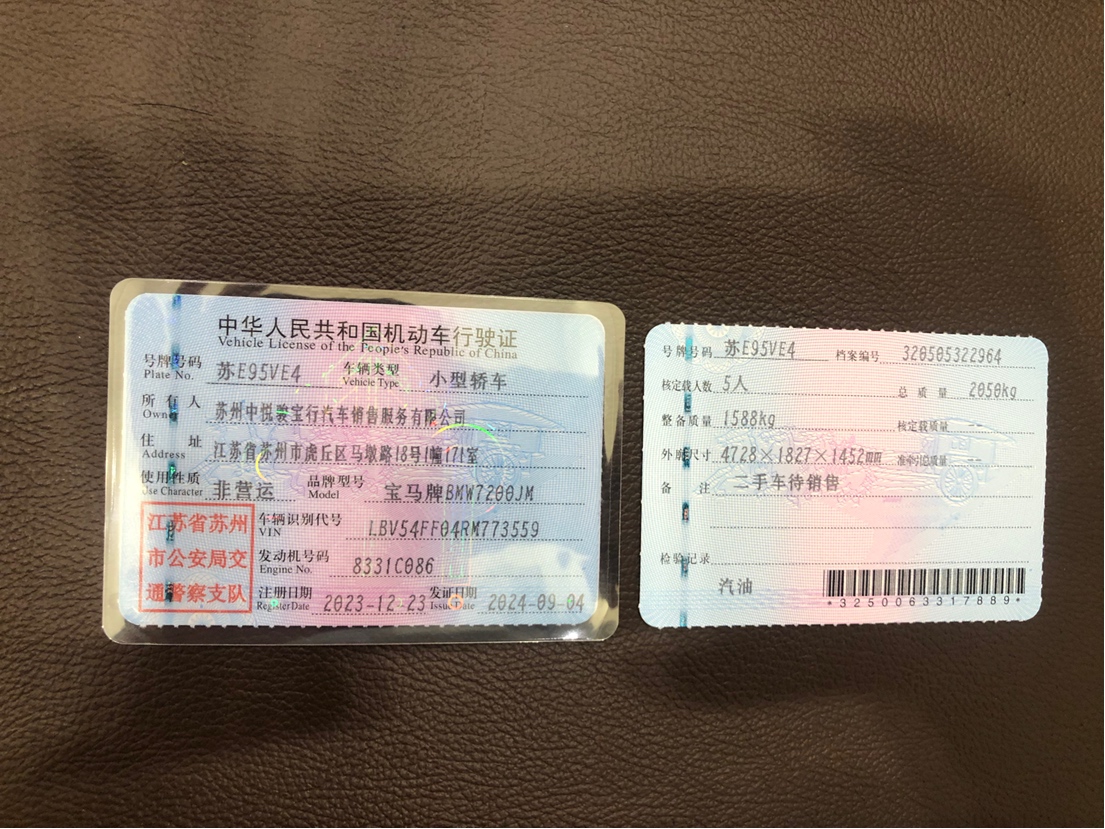 中华人民共和国机动车行驶证
Vehicle License of the People's Republic of China
号牌号码 苏E95VE4 车辆类型 小型轿车
Plate No. Vehicle Type
所有人 苏州中悦骏宝行汽车销售服务有限公司
Owner
住址 江苏省苏州市虎丘区马墩路18号1幢171室
Address
使用性质 非营运 品牌型号 宝马牌BMW7200JM
Use Character Model
江苏省苏州
市公安局交
通警察支队
车辆识别代号 LBV54FF04RM773559
VIN
发动机号码 8331C086
Engine No.
注册日期 2023-12-23 发证日期 2024-09-04
Register Date Issue Date
号牌号码 苏E95VE4 档案编号 320505322964
核定载人数 5人 总质量 2050kg
整备质量 1588kg 核定载质量 --
外廓尺寸 4728×1827×1452mm 准牵引总质量 --
备注 二手车待销售
检验记录
汽油
*3250063317889*